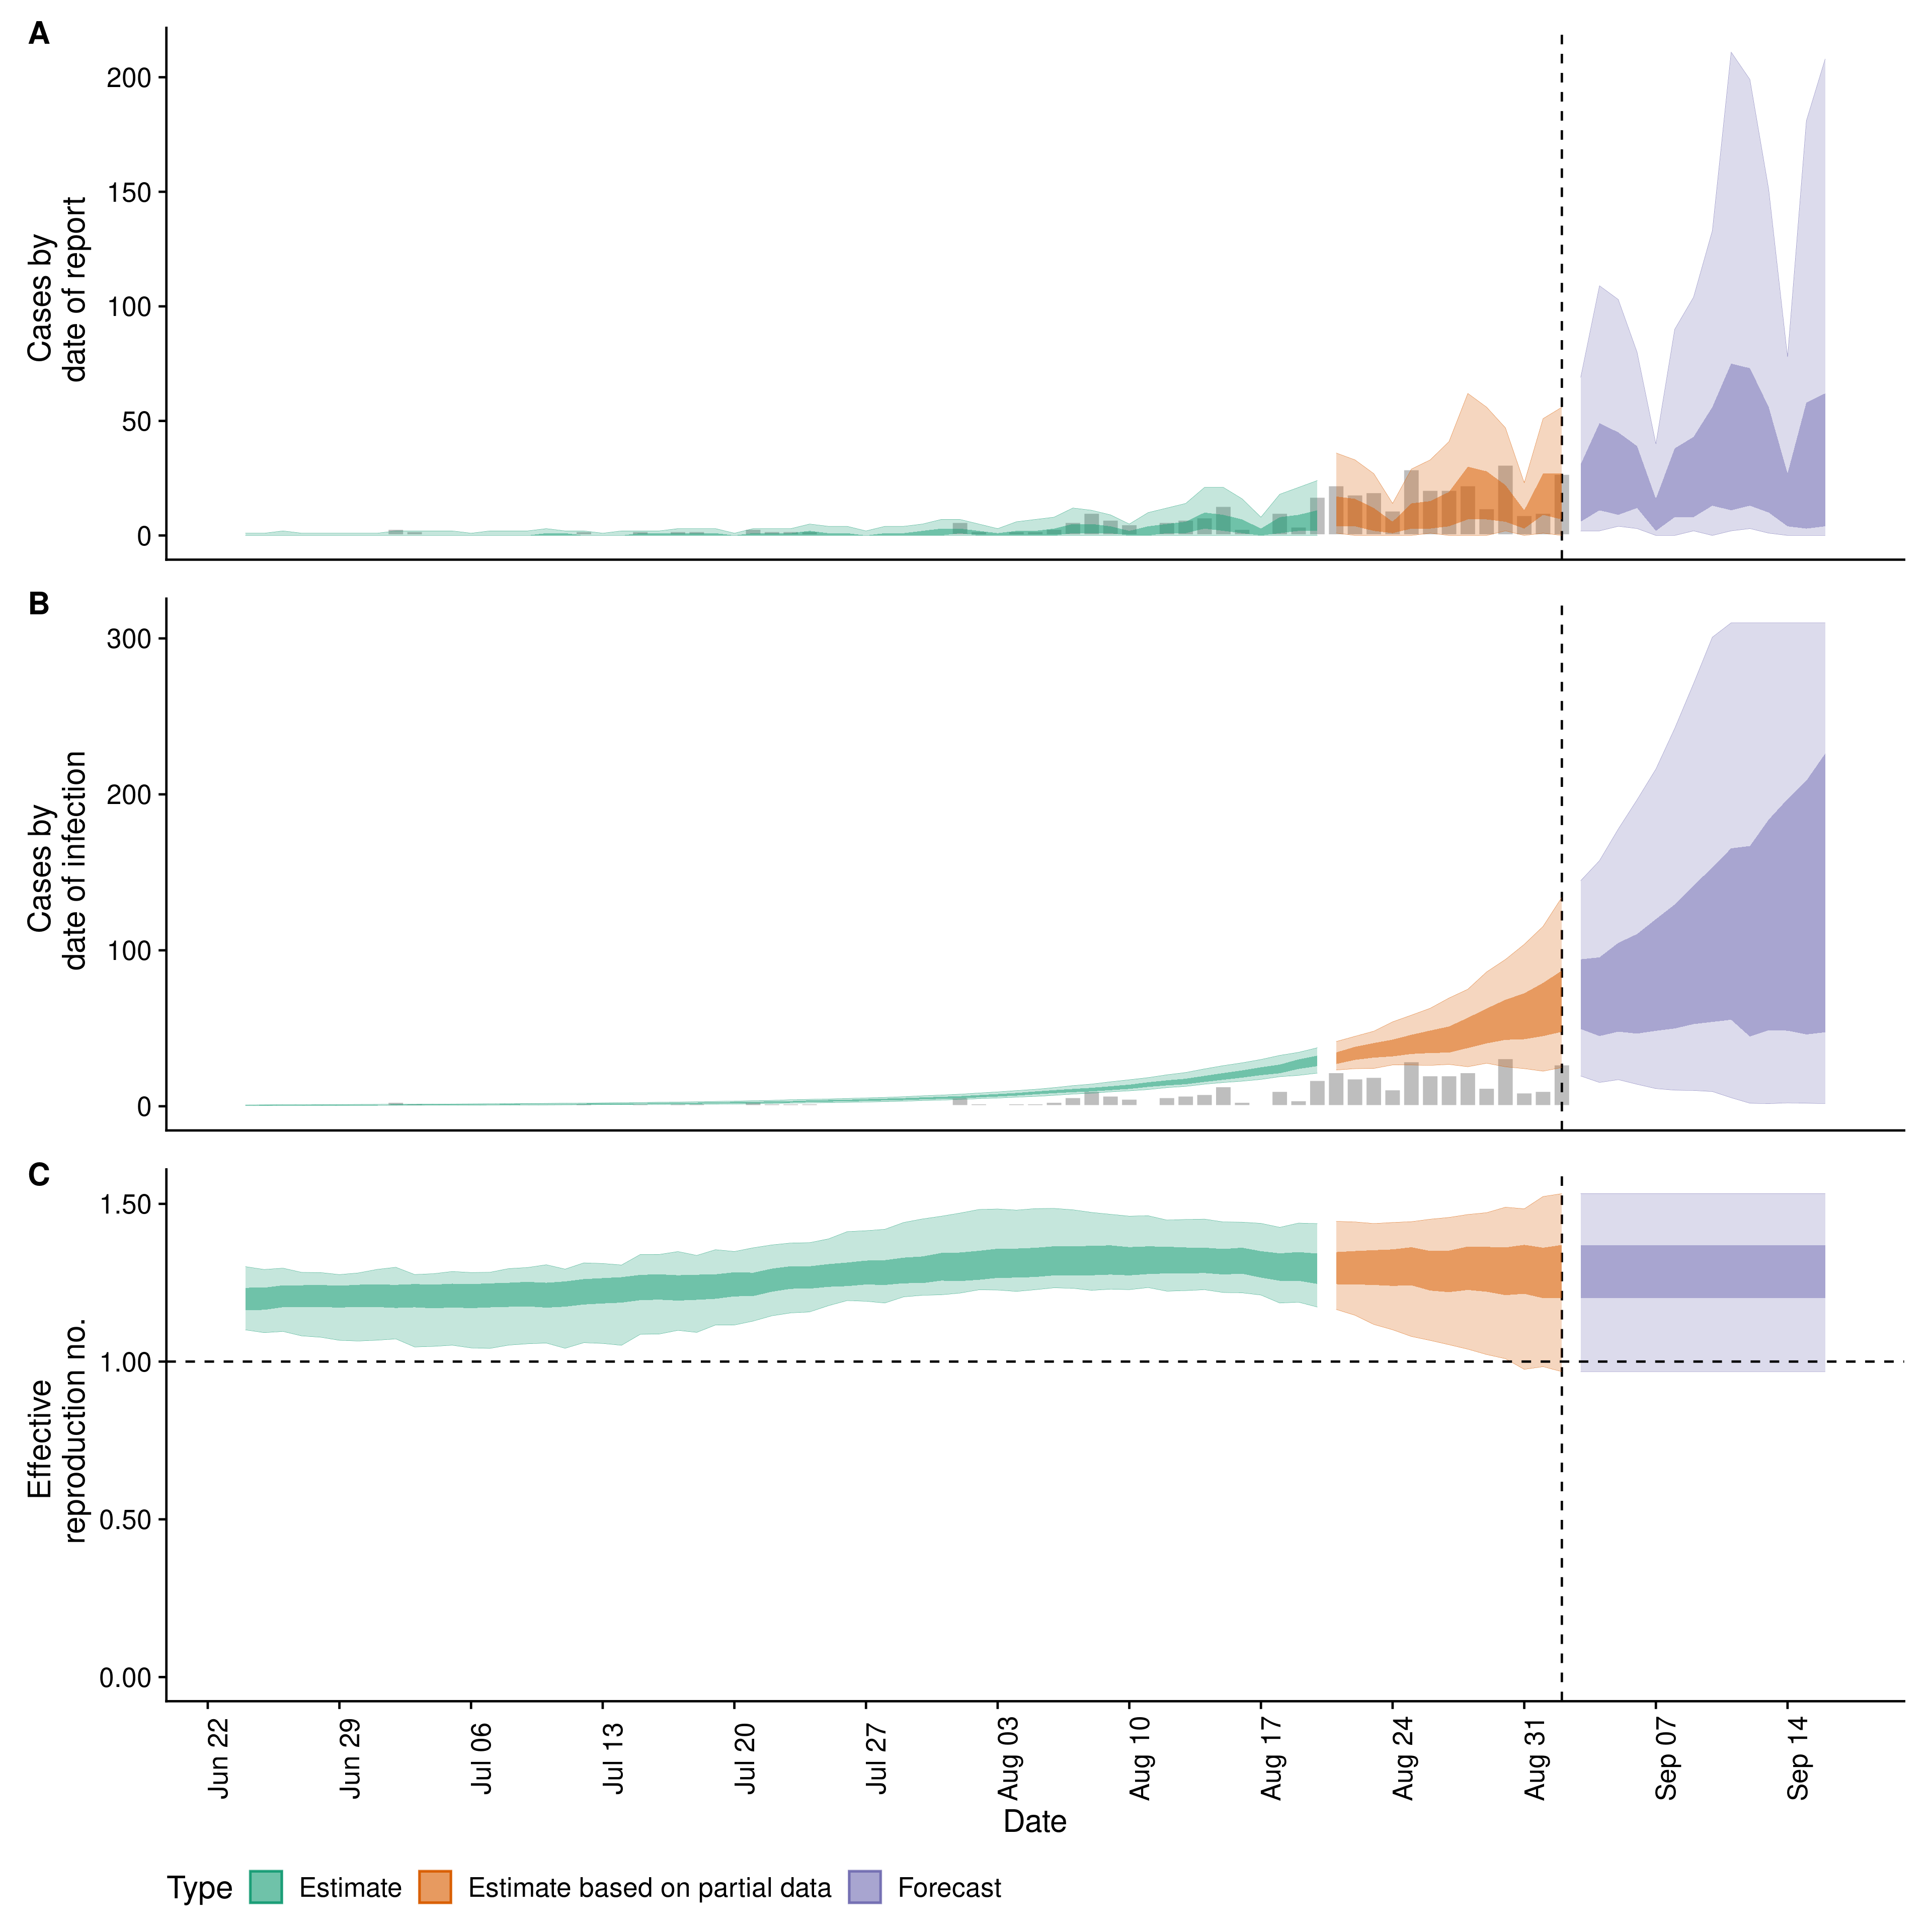 A
Cases by
date of report
200
150
100
50
0
B
Cases by
date of infection
300
200
100
0
C
Effective
reproduction no.
1.50
1.00
0.50
0.00
Jun 22
Jun 29
Jul 06
Jul 13
Jul 20
Jul 27
Aug 03
Aug 10
Aug 17
Aug 24
Aug 31
Sep 07
Sep 14
Date
Type Estimate Estimate based on partial data Forecast